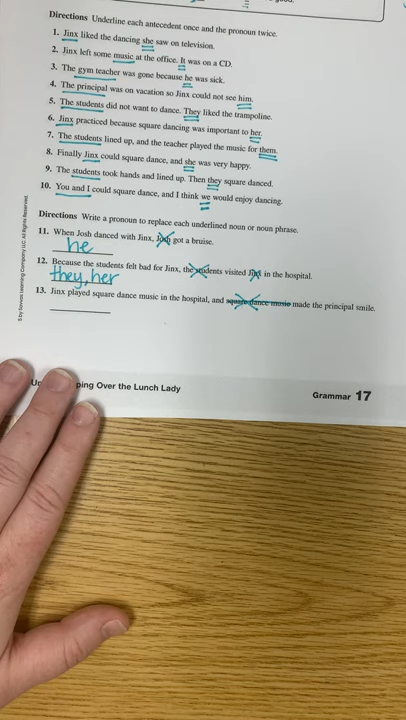 Directions Underline each antecedent once and the pronoun twice.
1. Jinx liked the dancing she saw on television.
2. Jinx left some music at the office. It was on a CD.
3. The gym teacher was gone because he was sick.
4. The principal was on vacation so Jinx could not see him.
5. The students did not want to dance. They liked the trampoline.
6. Jinx practiced because square dancing was important to her.
7. The students lined up, and the teacher played the music for them.
8. Finally Jinx could square dance, and she was very happy.
9. The students took hands and lined up. Then they square danced.
10. You and I could square dance, and I think we would enjoy dancing.
Directions Write a pronoun to replace each underlined noun or noun phrase.
11. When Josh danced with Jinx, Josh got a bruise.
he
12. Because the students felt bad for Jinx, the students visited Jinx in the hospital.
they, her
13. Jinx played square dance music in the hospital, and square dance music made the principal smile.
ping Over the Lunch Lady
Grammar 17
Learning Company LLC. All Rights Reserved.